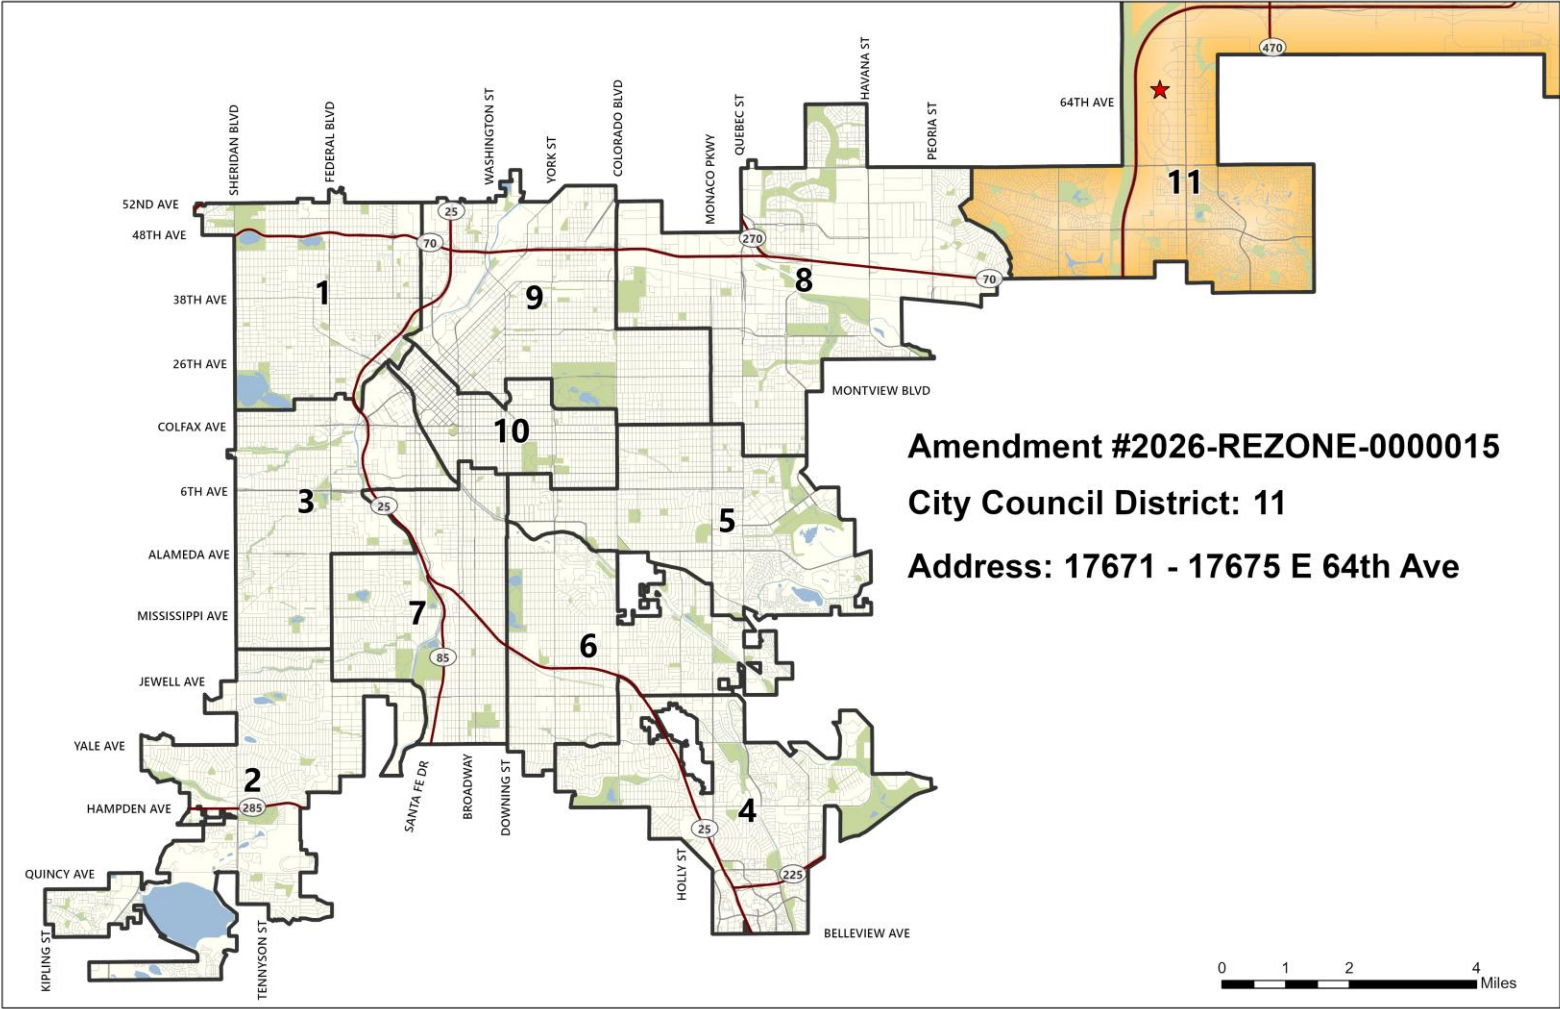 HAVANA ST
470
64TH AVE
COLORADO BLVD
WASHINGTON ST
QUEBEC ST
SHERIDAN BLVD
FEDERAL BLVD
YORK ST
MONACO PKWY
PEORIA ST
11
52ND AVE
25
48TH AVE
70
270
70
8
1
9
38TH AVE
26TH AVE
MONTVIEW BLVD
COLFAX AVE
10
Amendment #2026-REZONE-0000015
6TH AVE
3
25
5
City Council District: 11
ALAMEDA AVE
Address: 17671 - 17675 E 64th Ave
MISSISSIPPI AVE
7
6
85
JEWELL AVE
YALE AVE
2
SANTA FE DR
BROADWAY
DOWNING ST
HAMPDEN AVE
285
4
25
HOLLY ST
QUINCY AVE
225
KIPLING ST
TENNYSON ST
BELLEVIEW AVE
0 1 2 4
Miles